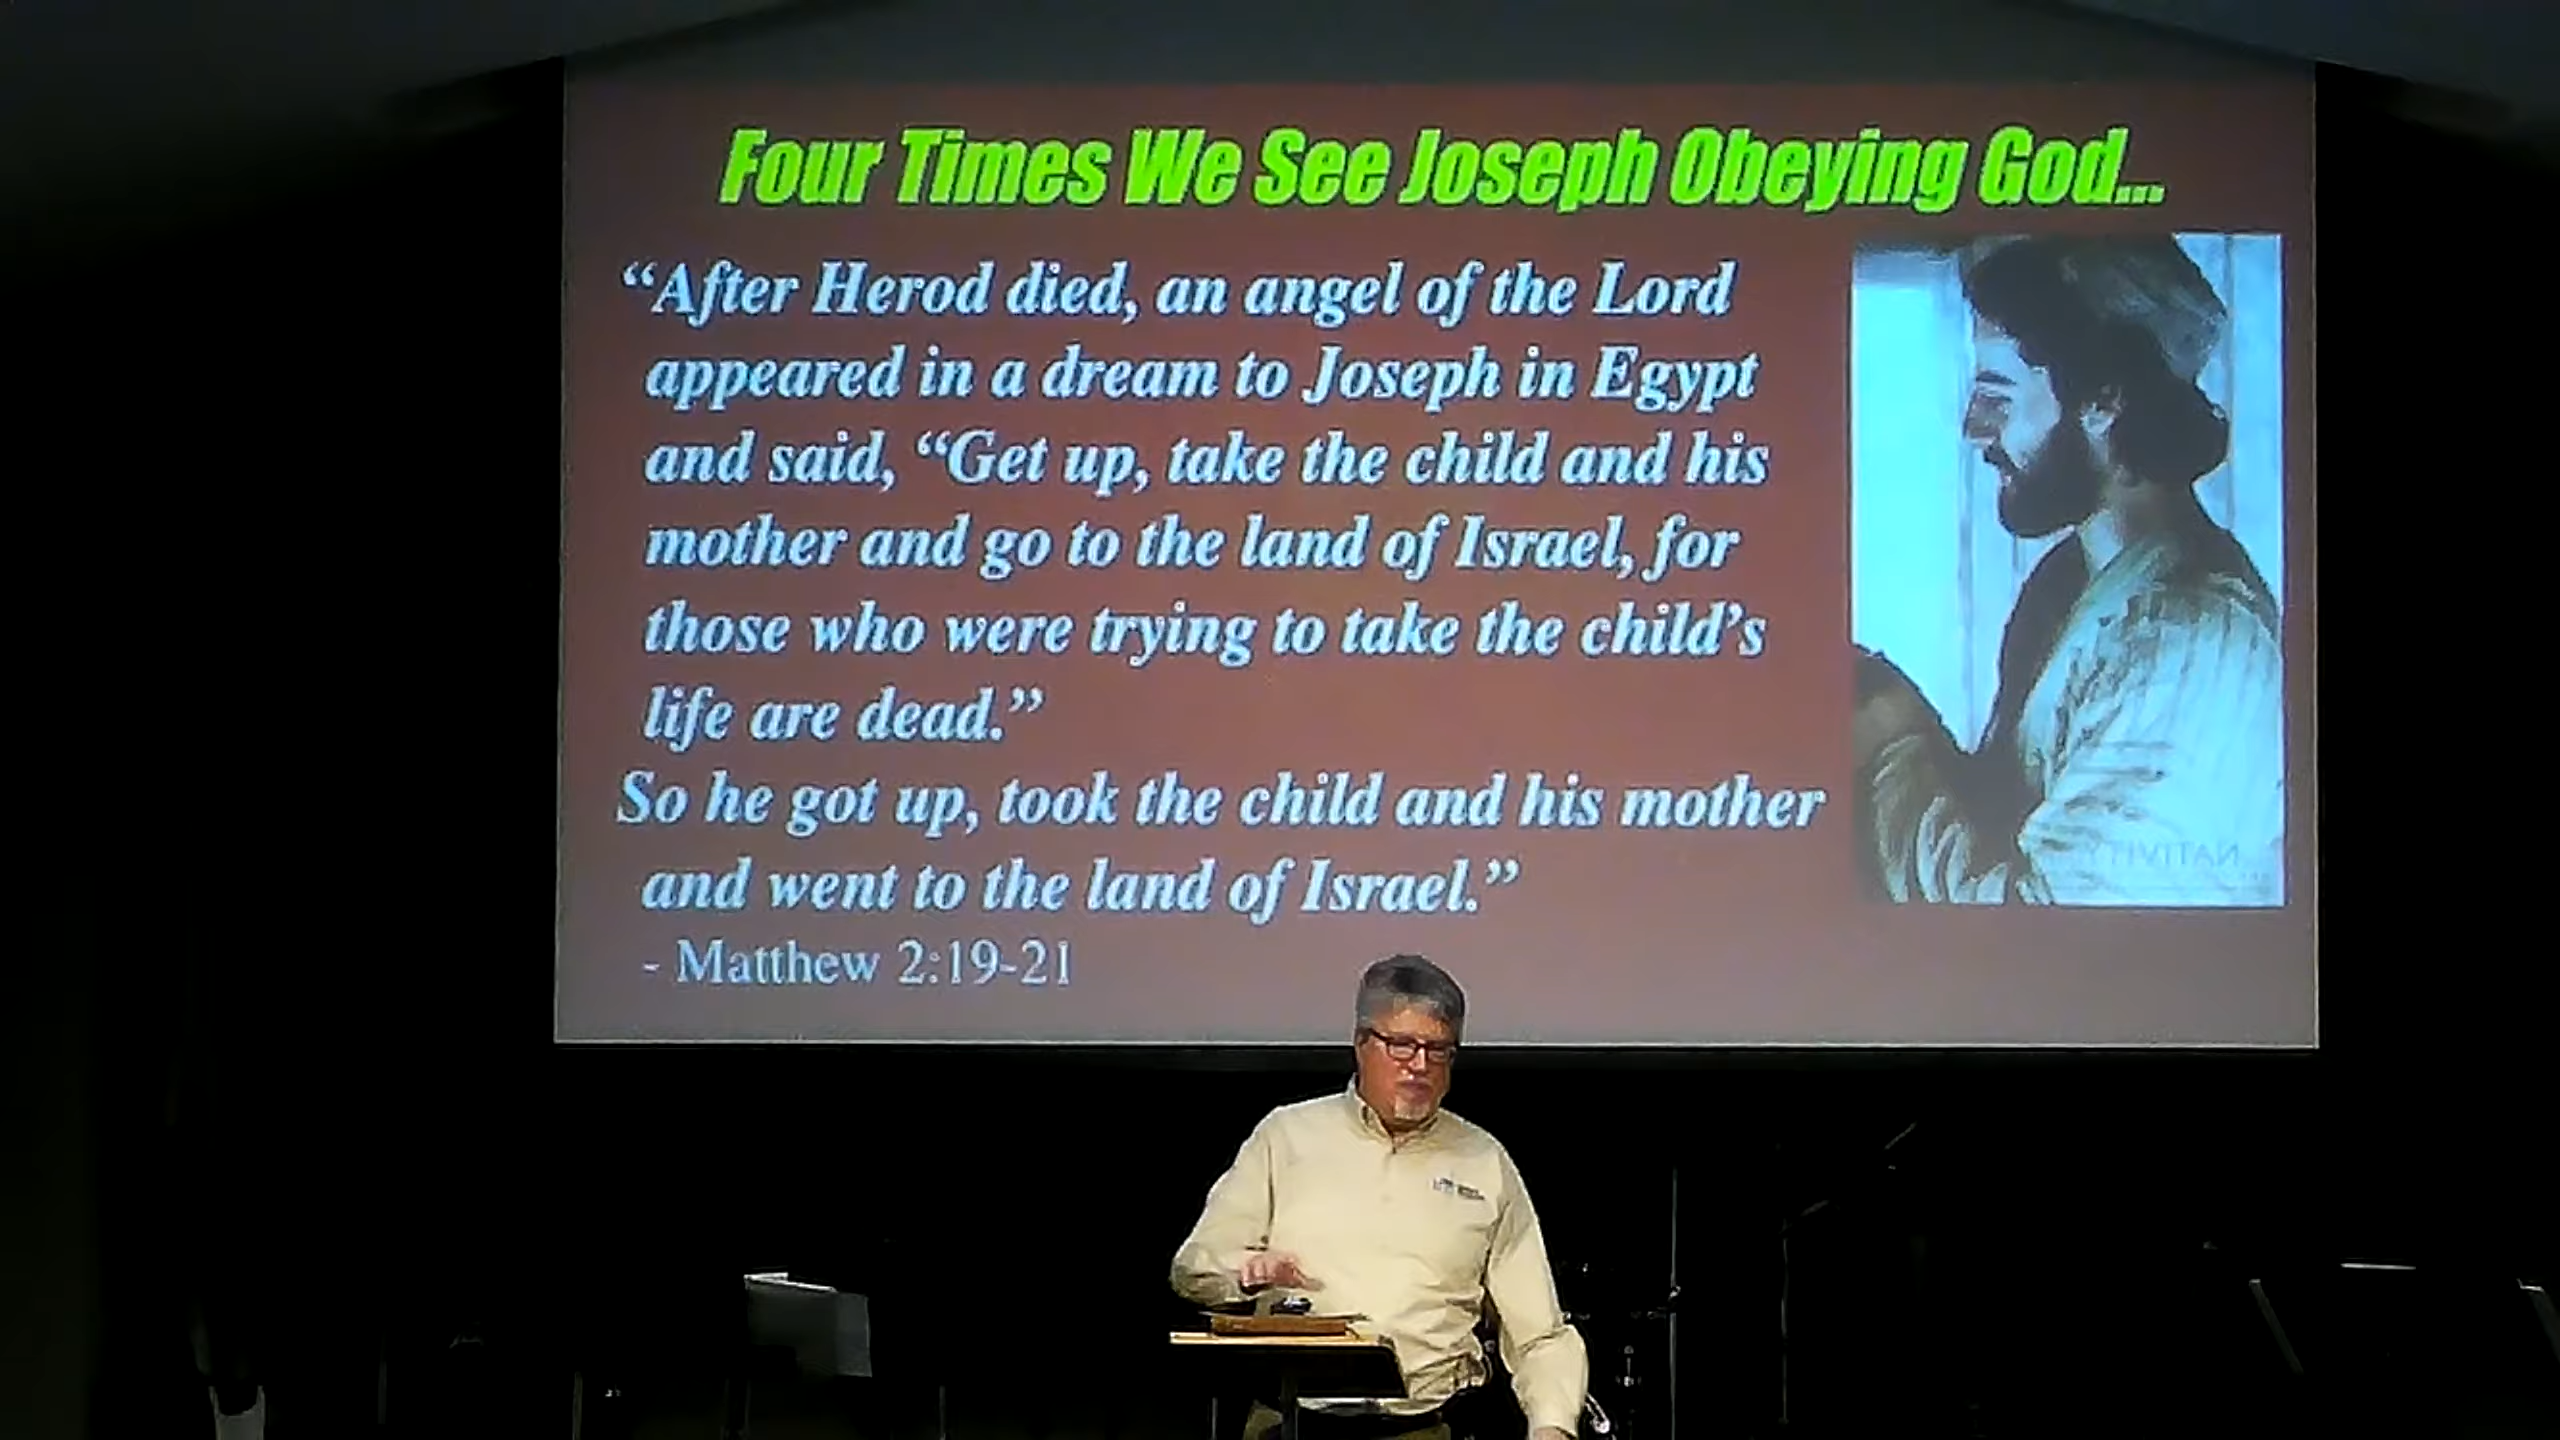 Four Times We See Joseph Obeying God...
“After Herod died, an angel of the Lord
appeared in a dream to Joseph in Egypt
and said, “Get up, take the child and his
mother and go to the land of Israel, for
those who were trying to take the child’s
life are dead.”
So he got up, took the child and his mother
and went to the land of Israel.”
- Matthew 2:19-21
NATIVITY